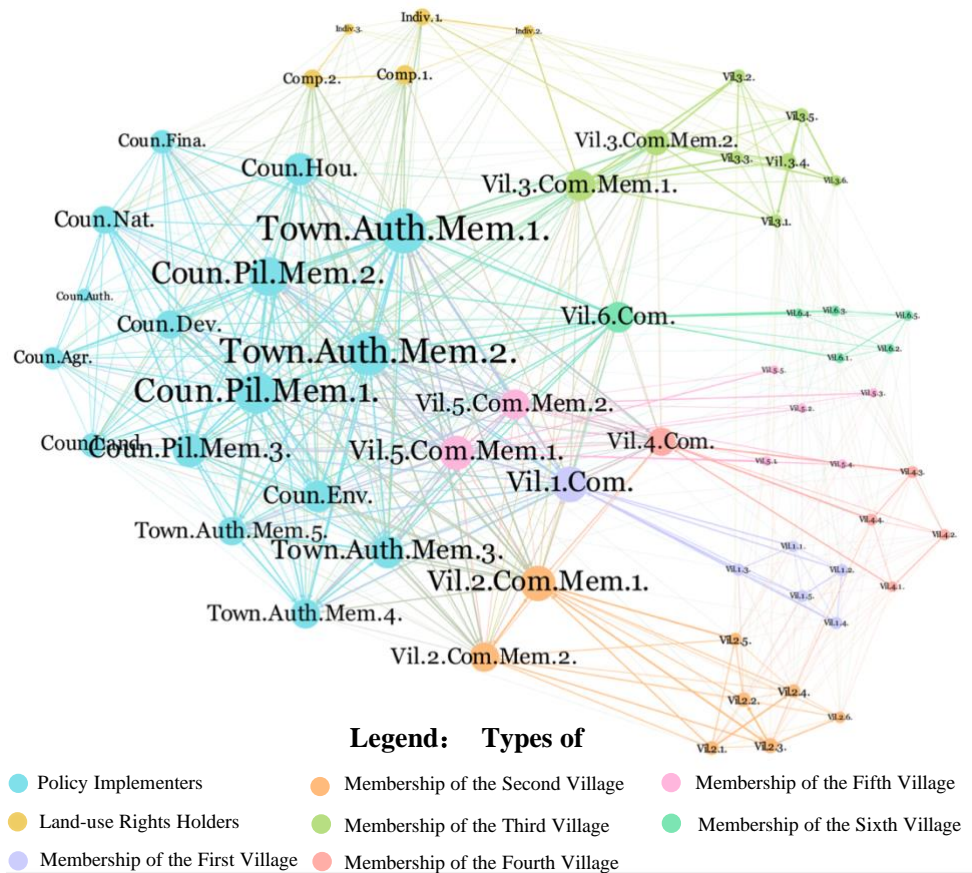 Indiv.3.
Indiv.1.
Indiv.2.
Comp.2.
Comp.1.
Vil.3.2.
Vil.3.5.
Coun.Fina.
Vil.3.Com.Mem.2.
Vil.3.3.
Vil.3.4.
Coun.Hou.
Vil.3.Com.Mem.1.
Vil.3.6.
Coun.Nat.
Vil.3.1.
Town.Auth.Mem.1.
Coun.Pil.Mem.2.
Coun.Auth.
Coun.Dev.
Vil.6.Com.
Vil.6.4.
Vil.6.3.
Vil.6.5.
Coun.Agr.
Town.Auth.Mem.2.
Vil.6.1.
Vil.6.2.
Vil.5.5.
Coun.Pil.Mem.1.
Vil.5.Com.Mem.2.
Vil.5.2.
Vil.5.3.
Coun.Land.
Coun.Pil.Mem.3.
Vil.5.Com.Mem.1.
Vil.4.Com.
Vil.5.1.
Vil.5.4.
Vil.4.3.
Coun.Env.
Vil.1.Com.
Vil.4.4.
Vil.4.2.
Town.Auth.Mem.5.
Town.Auth.Mem.3.
Vil.1.1.
Vil.1.3.
Vil.1.2.
Vil.2.Com.Mem.1.
Vil.1.5.
Vil.4.1.
Town.Auth.Mem.4.
Vil.1.4.
Vil.2.Com.Mem.2.
Vil.2.5.
Vil.2.2.
Vil.2.4.
Vil.2.6.
Vil.2.1.
Vil.2.3.
Legend： Types of
Policy Implementers
Membership of the Second Village
Membership of the Fifth Village
Land-use Rights Holders
Membership of the Third Village
Membership of the Sixth Village
Membership of the First Village
Membership of the Fourth Village